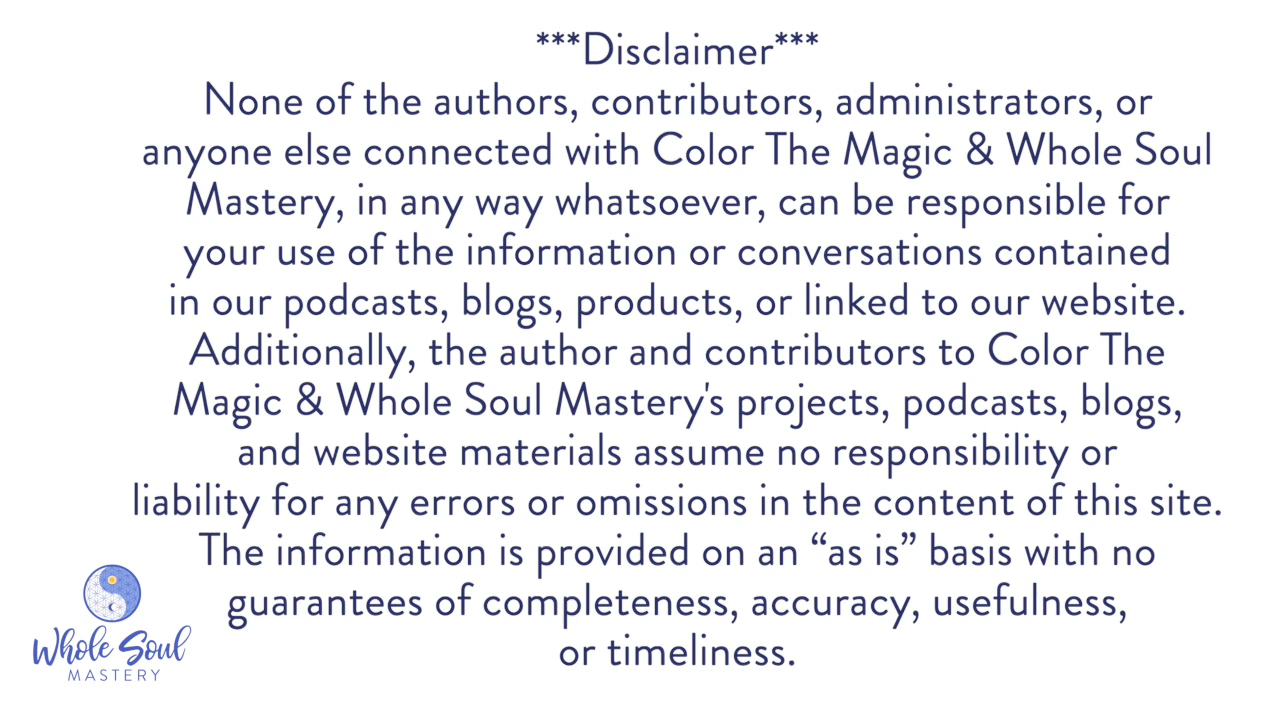 ***Disclaimer***
None of the authors, contributors, administrators, or
anyone else connected with Color The Magic & Whole Soul
Mastery, in any way whatsoever, can be responsible for
your use of the information or conversations contained
in our podcasts, blogs, products, or linked to our website.
Additionally, the author and contributors to Color The
Magic & Whole Soul Mastery's projects, podcasts, blogs,
and website materials assume no responsibility or
liability for any errors or omissions in the content of this site.
The information is provided on an “as is” basis with no
guarantees of completeness, accuracy, usefulness,
or timeliness.
Whole Soul
MASTERY